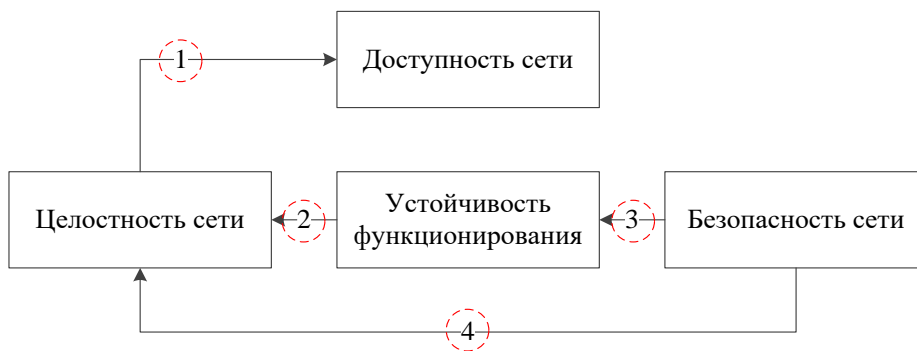 1
Доступность сети
Целостность сети
2
Устойчивость
функционирования
3
Безопасность сети
4